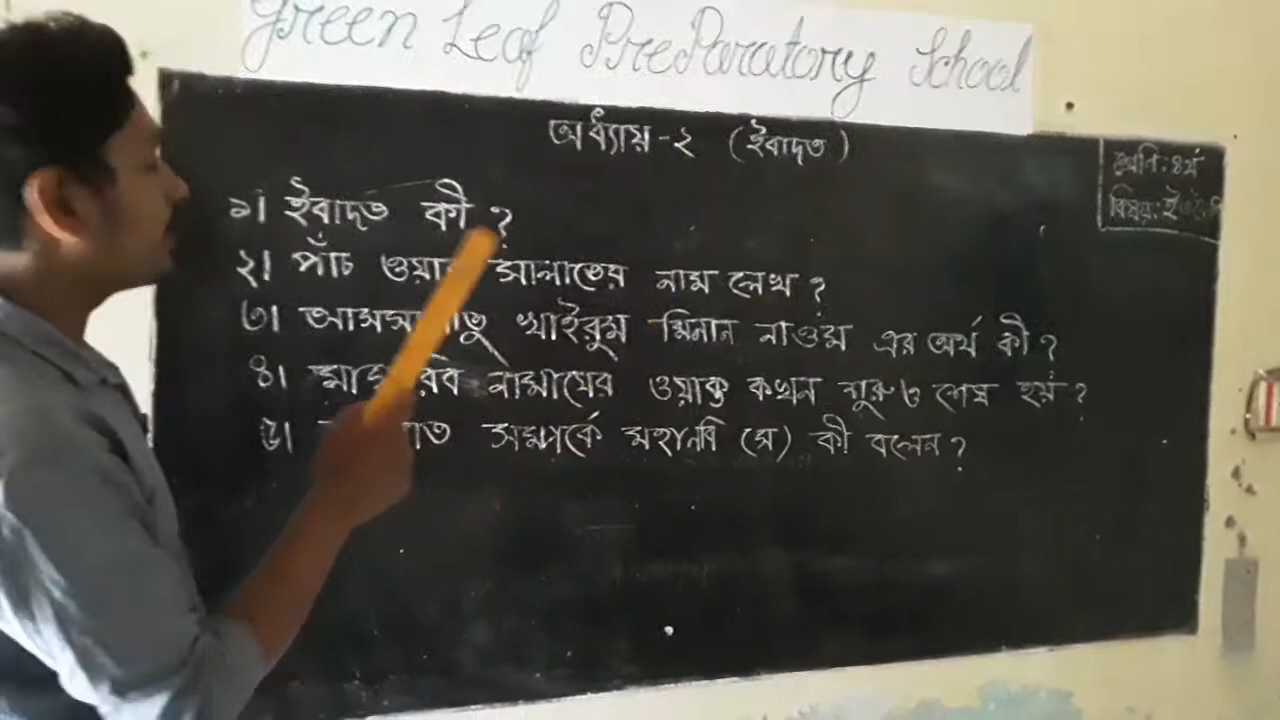 Green Leaf PreParatory School
অধ্যায়-২ (ইবাদত)
শ্রেণি: ৪র্থ
বিষয়:
১। ইবাদত কী ?
২। পাঁচ সালাতের নাম লেখ ?
৩। খাইরুম মিনান নাওম এর অর্থ কী ?
৪। নামাযের ওয়াক্ত কখন শুরু ও শেষ হয় ?
৫। সম্পর্কে মহানবি (স) কী বলেন ?